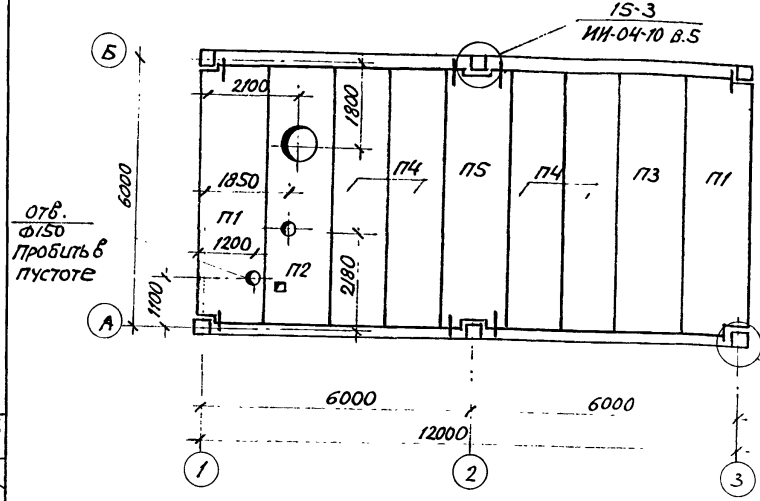 15-3
ИИ-04-10 В.5
Б
2100
1800
6000
П4
П5
П4
П3
П1
1850
отв.
Ф150
Пробить в
пустоте
П1
1200
П2
2180
1100
А
6000
6000
12000
1
2
3